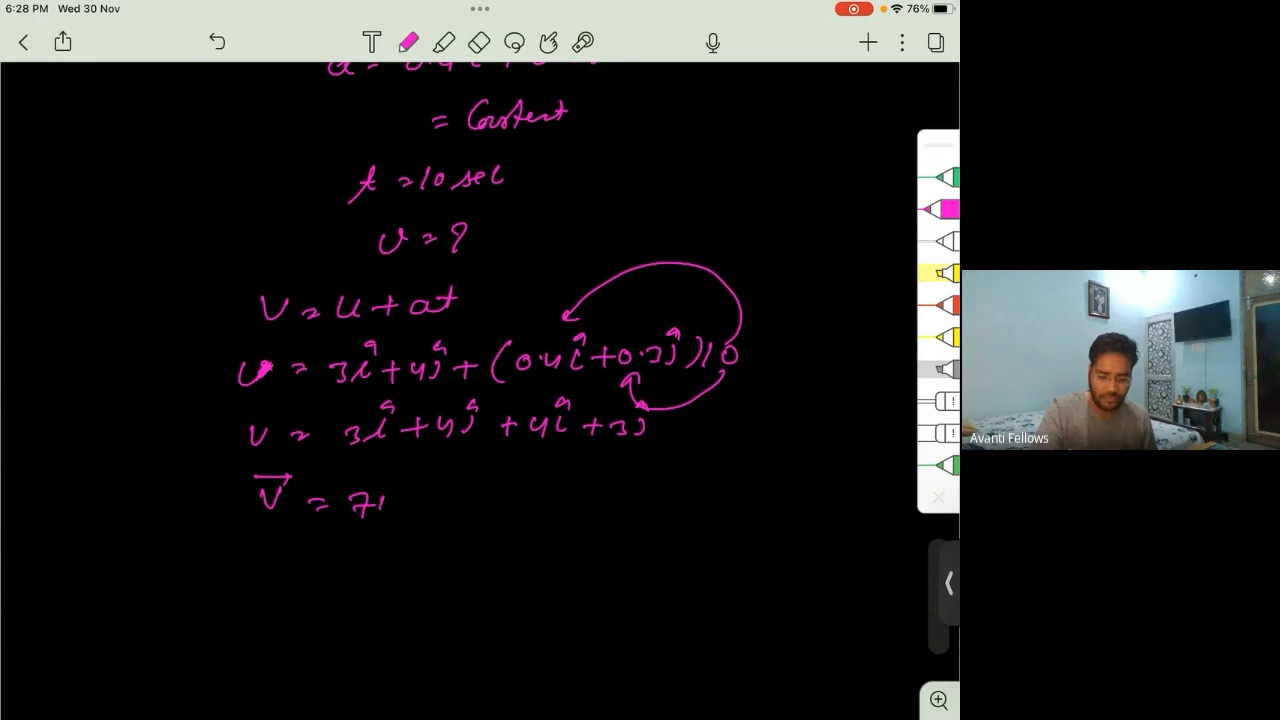 6:28 PM Wed 30 Nov
76%
T
= Constant
t = 10 sec
v = ?
v = u + at
v = 3î + 4ĵ + (0.4î + 0.3ĵ)10
v = 3î + 4ĵ + 4î + 3ĵ
v⃗ = 7
Avanti Fellows